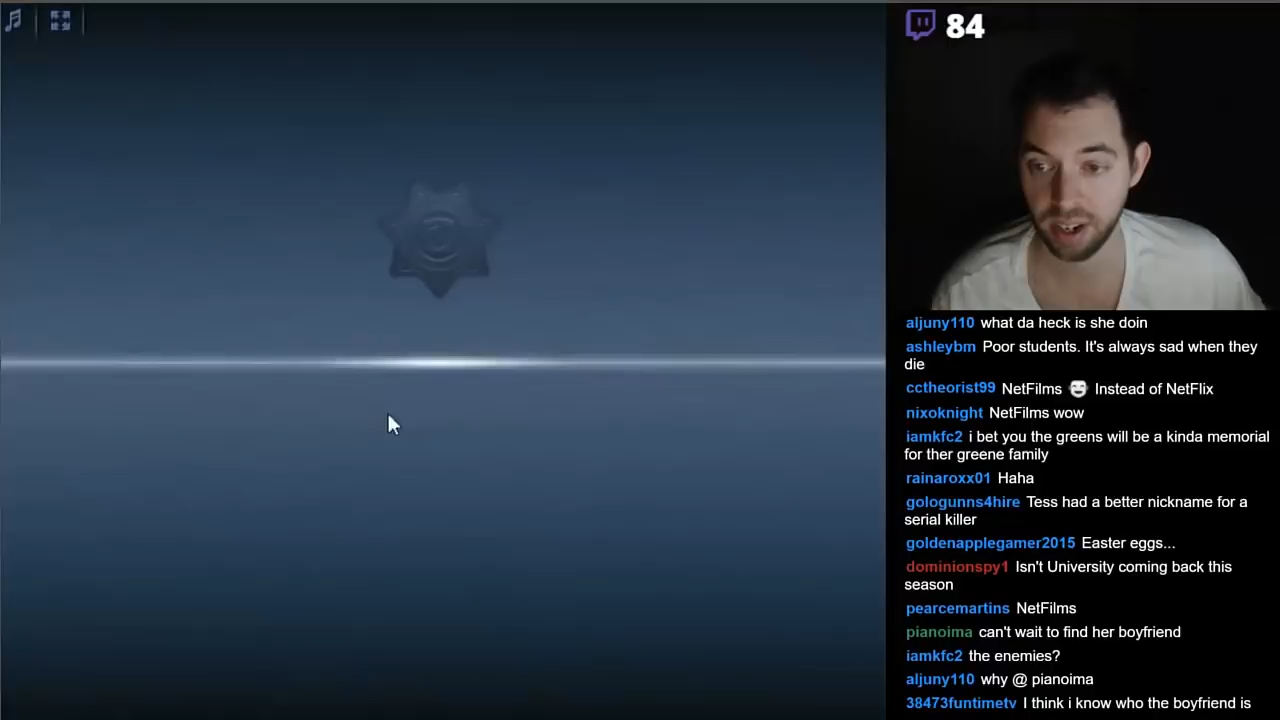 84
aljuny110 what da heck is she doin
ashleybm Poor students. It's always sad when they
die
cctheorist99 NetFilms Instead of NetFlix
nixoknight NetFilms wow
iamkfc2 i bet you the greens will be a kinda memorial
for ther greene family
rainaroxx01 Haha
gologunns4hire Tess had a better nickname for a
serial killer
goldenapplegamer2015 Easter eggs...
dominionspy1 Isn't University coming back this
season
pearcemartins NetFilms
pianoima can't wait to find her boyfriend
iamkfc2 the enemies?
aljuny110 why @ pianoima
38473funtimetv I think i know who the boyfriend is